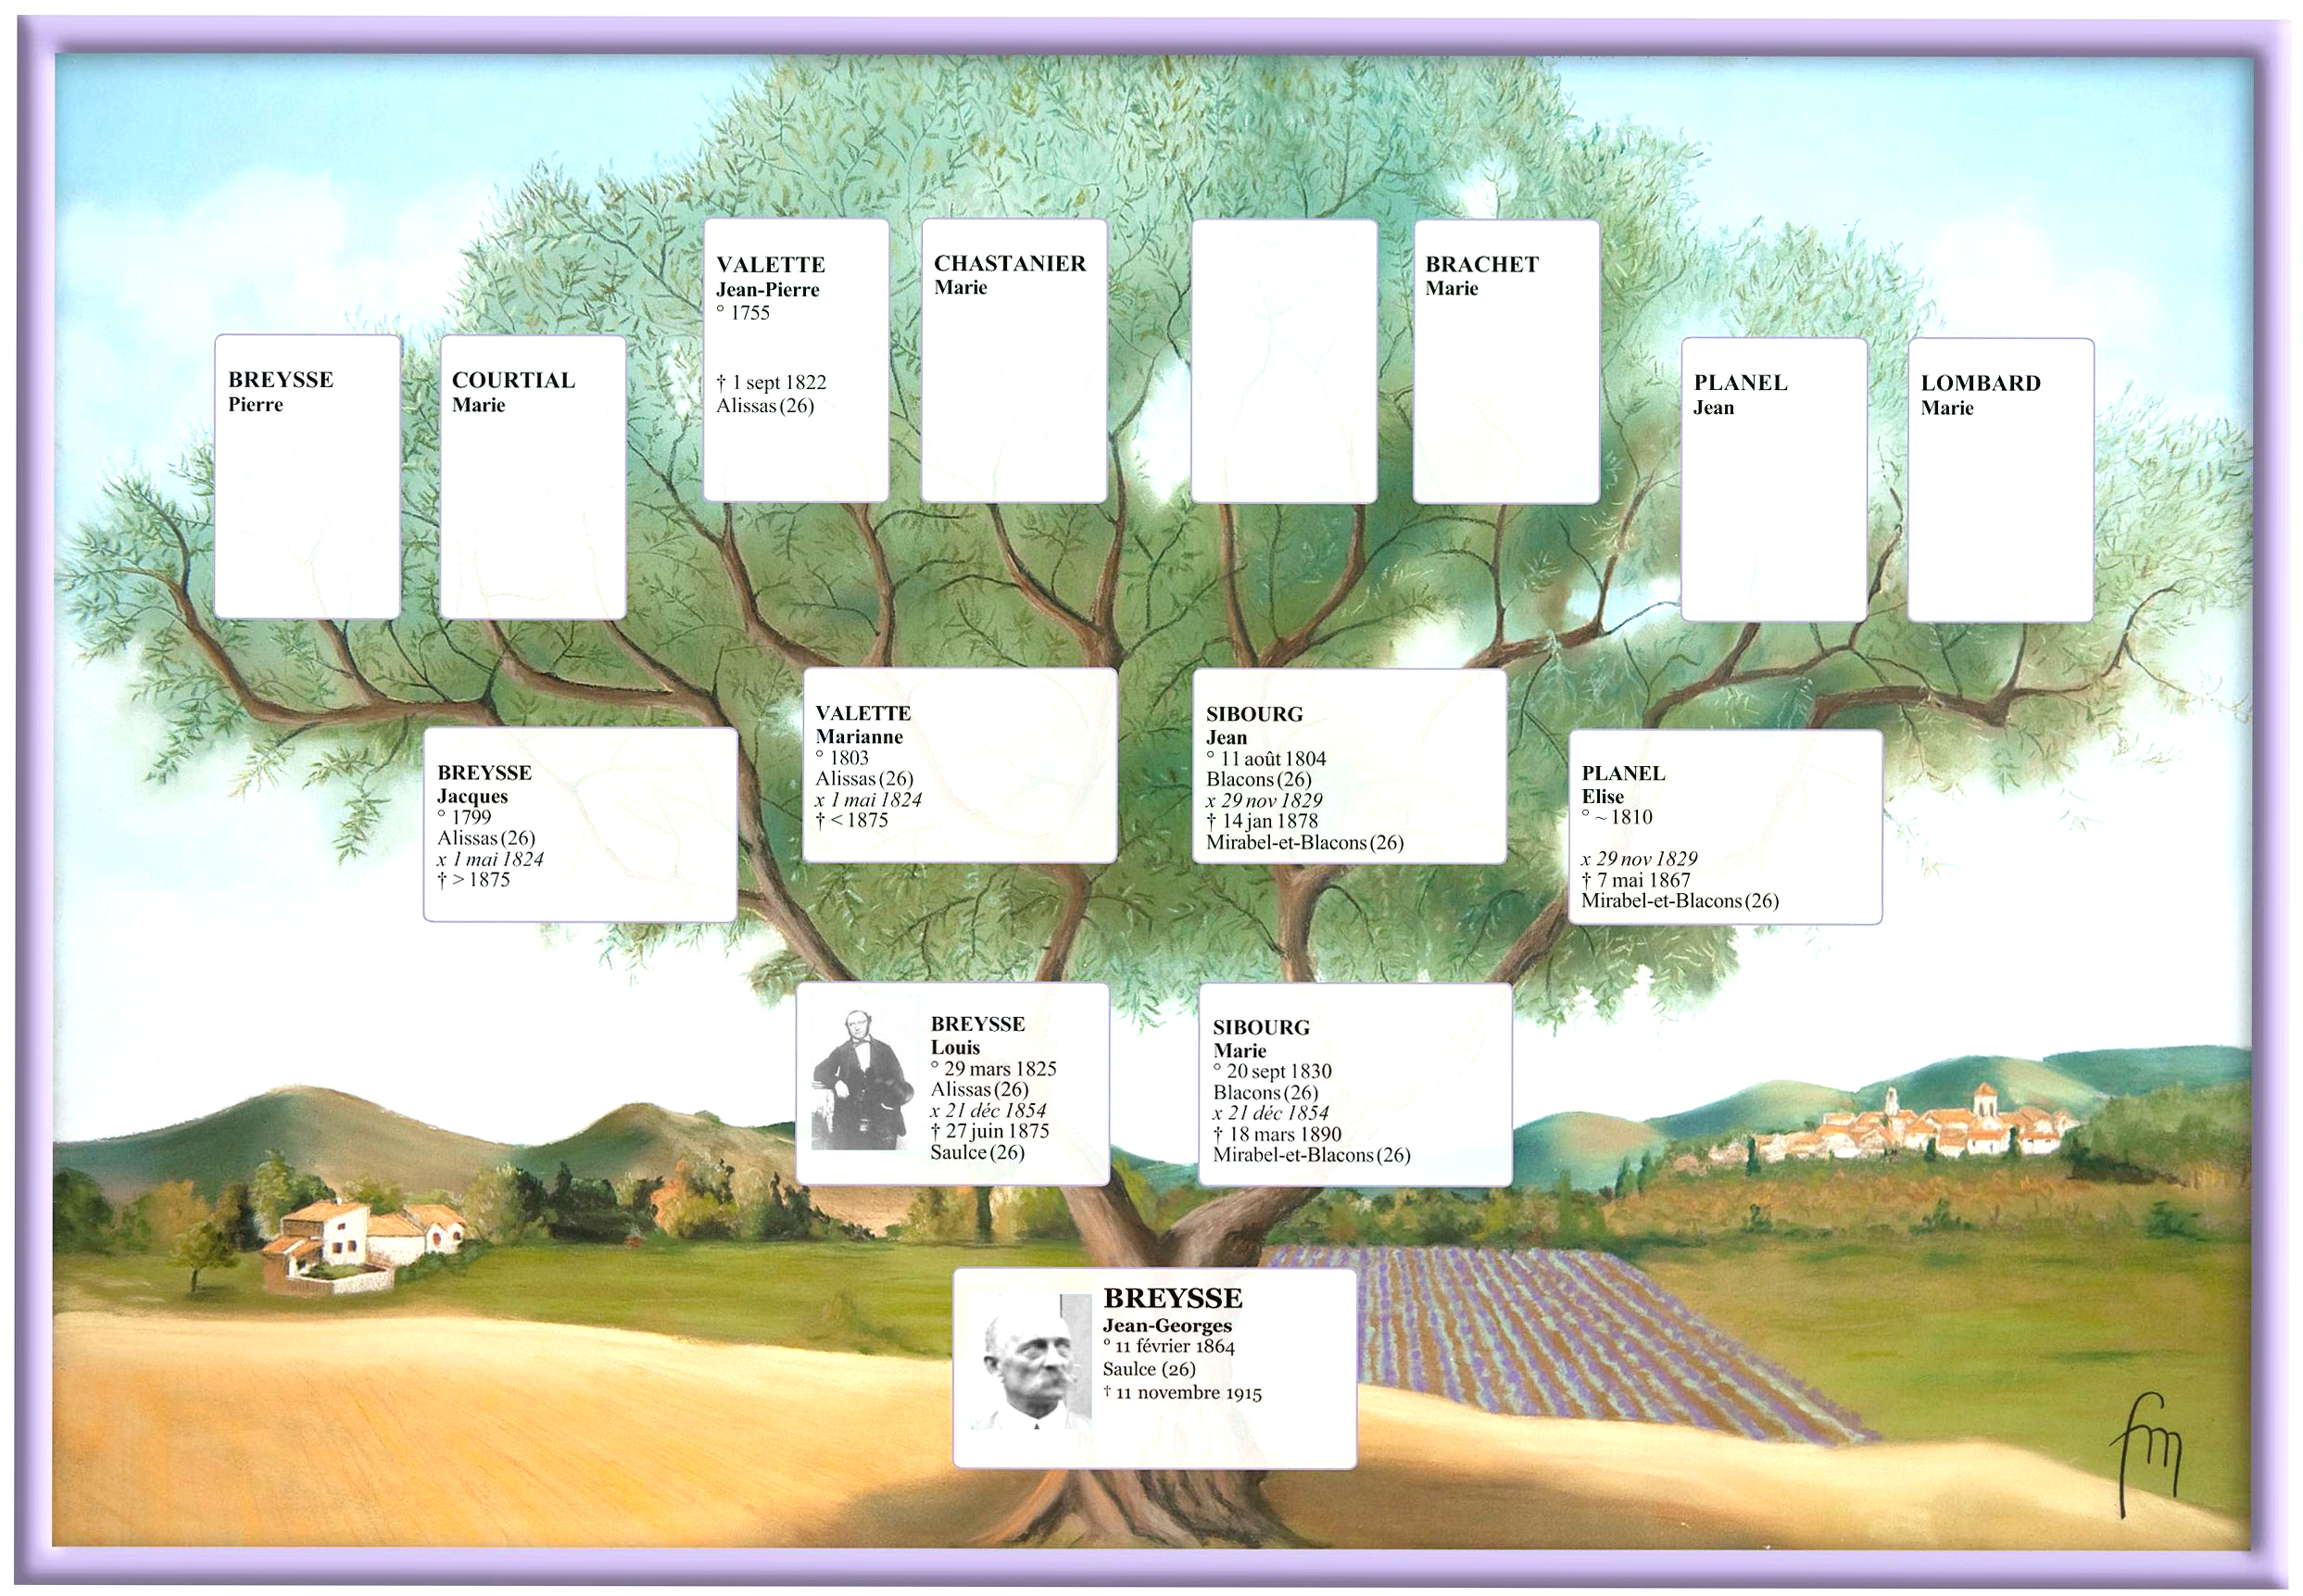 VALETTE
Jean-Pierre
° 1755
† 1 sept 1822
Alissas (26)
CHASTANIER
Marie
BRACHET
Marie
BREYSSE
Pierre
COURTIAL
Marie
PLANEL
Jean
LOMBARD
Marie
BREYSSE
Jacques
° 1799
Alissas (26)
x 1 mai 1824
† > 1875
VALETTE
Marianne
° 1803
Alissas (26)
x 1 mai 1824
† < 1875
SIBOURG
Jean
° 11 août 1804
Blacons (26)
x 29 nov 1829
† 14 jan 1878
Mirabel-et-Blacons (26)
PLANEL
Elise
° ~ 1810
x 29 nov 1829
† 7 mai 1867
Mirabel-et-Blacons (26)
BREYSSE
Louis
° 29 mars 1825
Alissas (26)
x 21 déc 1854
† 27 juin 1875
Saulce (26)
SIBOURG
Marie
° 20 sept 1830
Blacons (26)
x 21 déc 1854
† 18 mars 1890
Mirabel-et-Blacons (26)
BREYSSE
Jean-Georges
° 11 février 1864
Saulce (26)
† 11 novembre 1915
fm